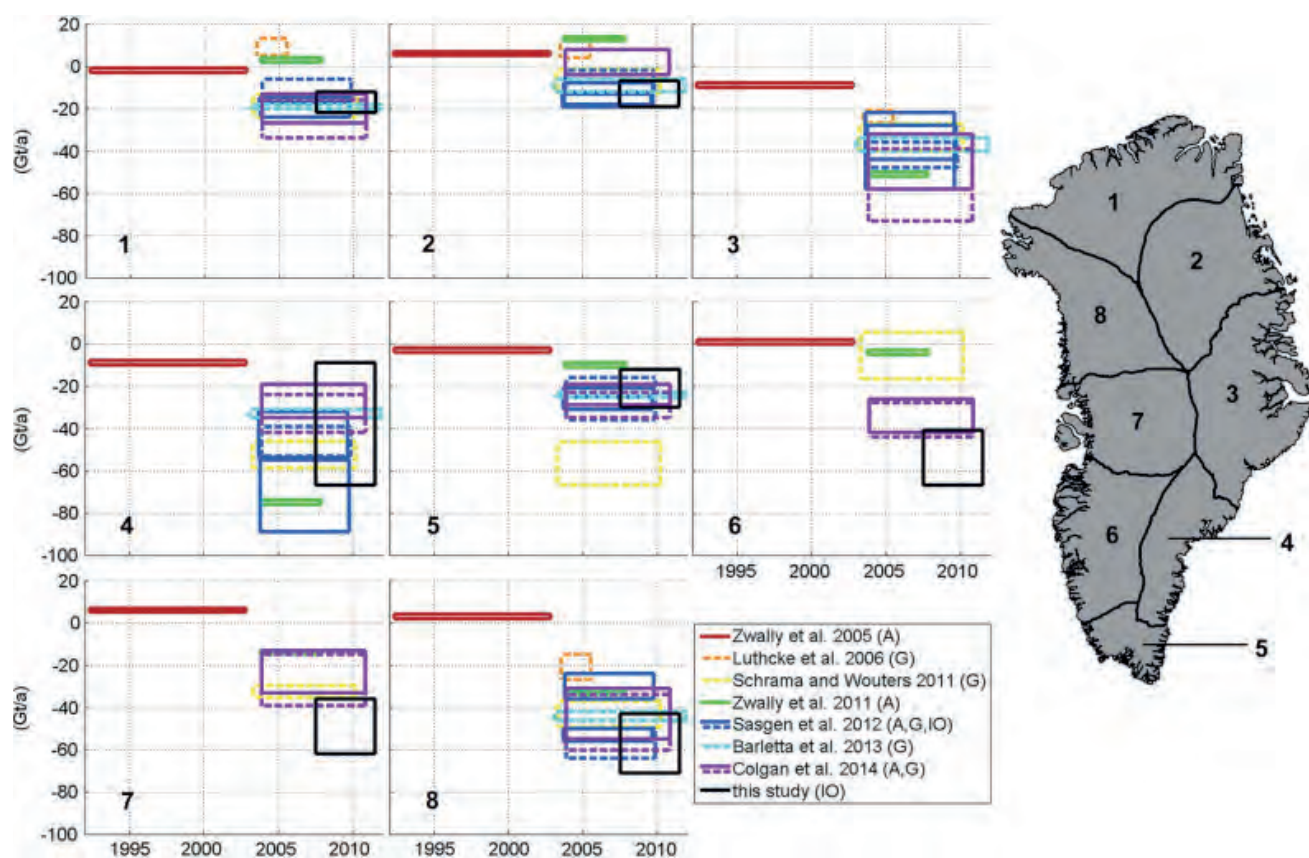 20
0
-20
-40
-60
-80
-100
(Gt/a)
1
2
3
20
0
-20
-40
-60
-80
-100
(Gt/a)
4
5
6
1995 2000 2005 2010
20
0
-20
-40
-60
-80
-100
(Gt/a)
7
8
1995 2000 2005 2010
1995 2000 2005 2010
Zwally et al. 2005 (A)
Luthcke et al. 2006 (G)
Schrama and Wouters 2011 (G)
Zwally et al. 2011 (A)
Sasgen et al. 2012 (A,G,IO)
Barletta et al. 2013 (G)
Colgan et al. 2014 (A,G)
this study (IO)
1
2
8
3
7
6
4
5